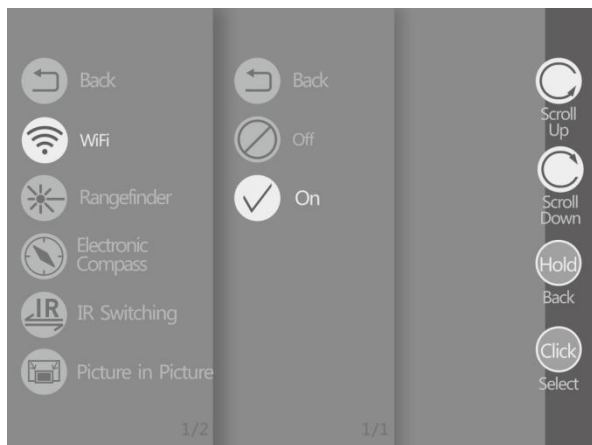 Back
WiFi
Rangefinder
Electronic
Compass
IR
IR Switching
Picture in Picture
1/2
Back
Off
On
1/1
Scroll
Up
Scroll
Down
Hold
Back
Click
Select